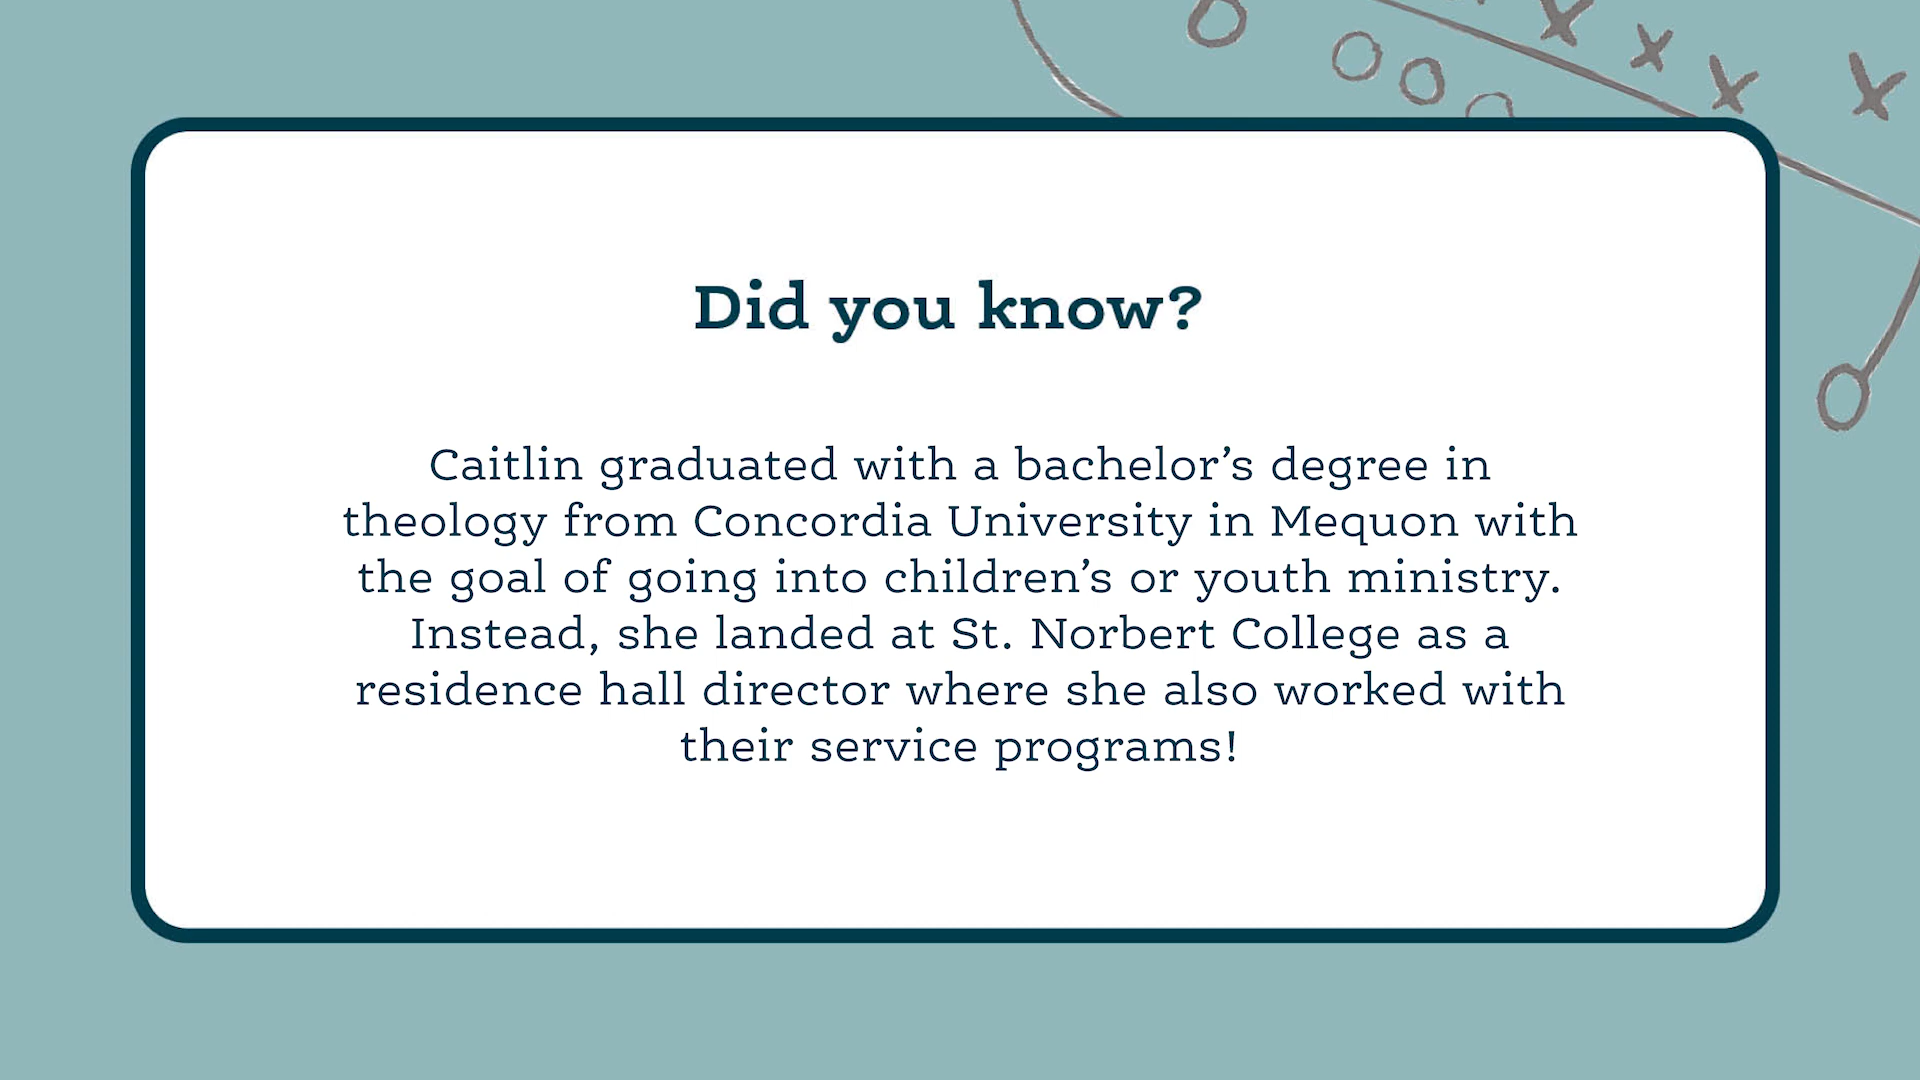 Did you know?
Caitlin graduated with a bachelor’s degree in
theology from Concordia University in Mequon with
the goal of going into children’s or youth ministry.
Instead, she landed at St. Norbert College as a
residence hall director where she also worked with
their service programs!